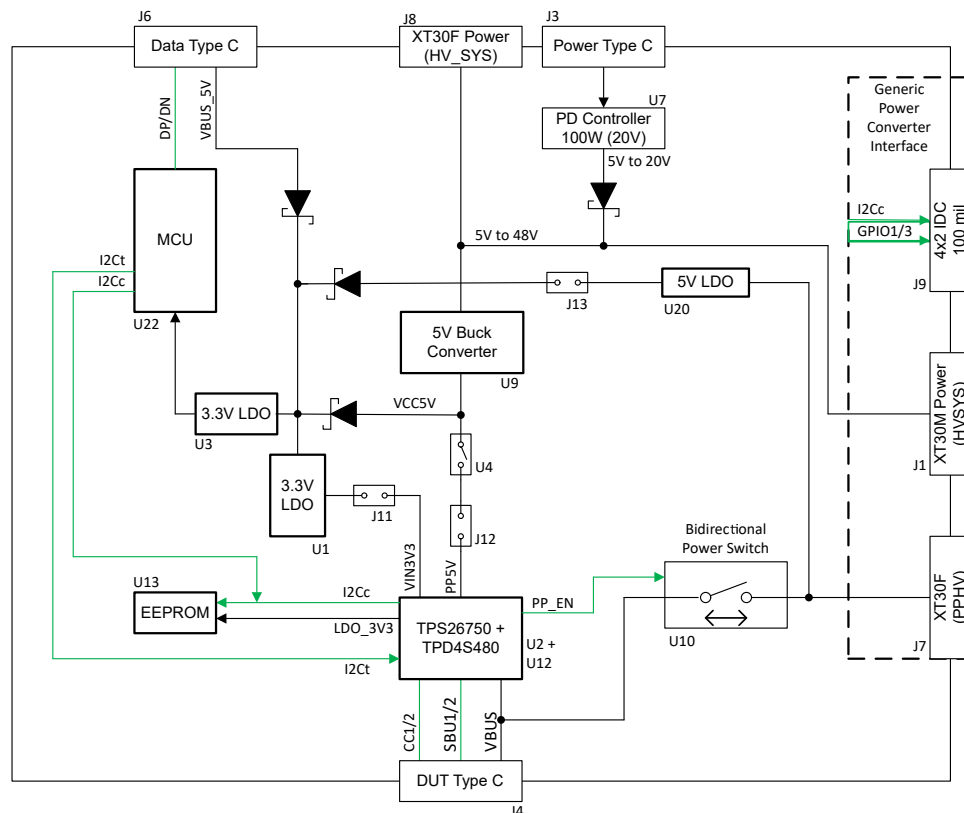 J6
J8
J3
Data Type C
XT30F Power
(HV_SYS)
Power Type C
U7
PD Controller
100W (20V)
5V to 20V
DP/DN
VBUS_5V
Generic
Power
Converter
Interface
I2Cc
GPIO1/3
4x2 IDC
100 mil
J9
MCU
U22
I2Ct
I2Cc
5V to 48V
J13
5V LDO
U20
5V Buck
Converter
U9
3.3V LDO
U3
VCC5V
U4
XT30M Power
(HVSYS)
J1
3.3V
LDO
U1
J11
J12
VIN3V3
PP5V
Bidirectional
Power Switch
U10
U13
EEPROM
I2Cc
LDO_3V3
I2Ct
TPS26750 +
TPD4S480
U2 +
U12
PP_EN
XT30F
(PPHV)
J7
CC1/2
SBU1/2
VBUS
DUT Type C
J4